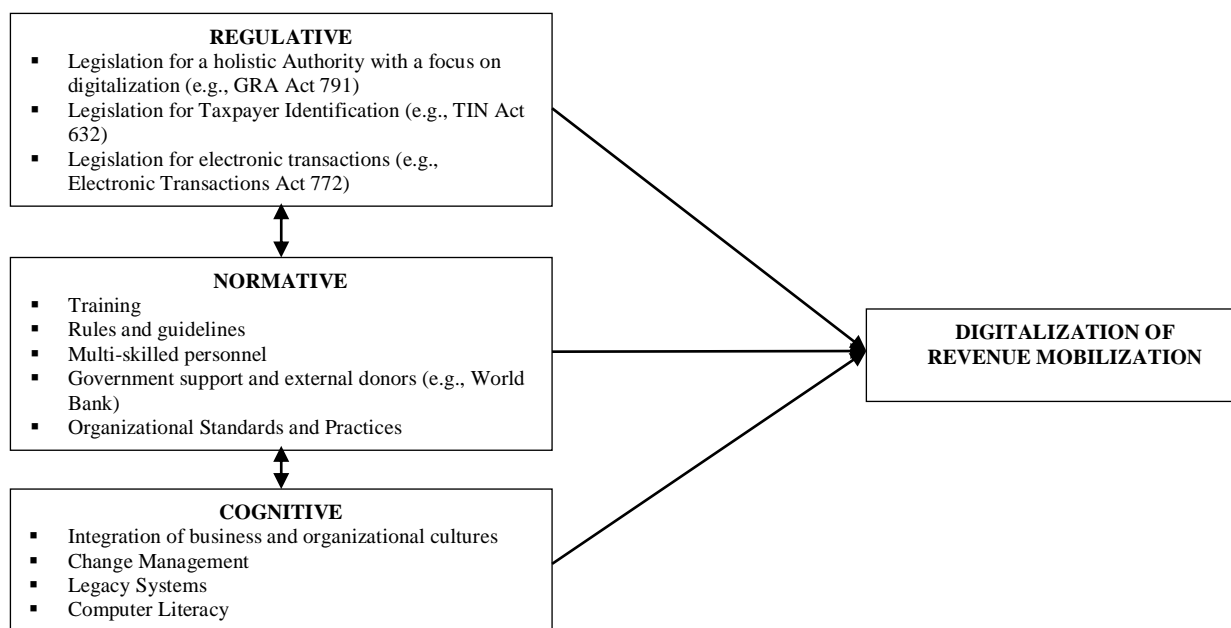 REGULATIVE
▪ Legislation for a holistic Authority with a focus on
digitalization (e.g., GRA Act 791)
▪ Legislation for Taxpayer Identification (e.g., TIN Act
632)
▪ Legislation for electronic transactions (e.g.,
Electronic Transactions Act 772)
NORMATIVE
▪ Training
▪ Rules and guidelines
▪ Multi-skilled personnel
▪ Government support and external donors (e.g., World
Bank)
▪ Organizational Standards and Practices
COGNITIVE
▪ Integration of business and organizational cultures
▪ Change Management
▪ Legacy Systems
▪ Computer Literacy
DIGITALIZATION OF
REVENUE MOBILIZATION